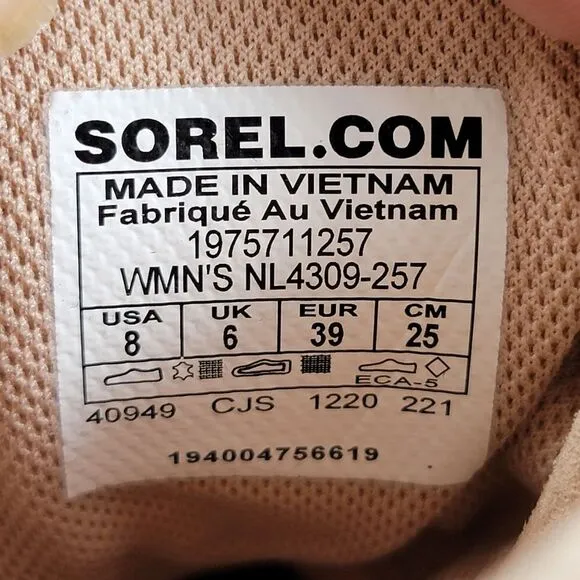 SOREL.COM
MADE IN VIETNAM
Fabriqué Au Vietnam
1975711257
WMN'S NL4309-257
USA UK EUR CM
8 6 39 25
ECA-5
40949 CJS 1220 221
194004756619